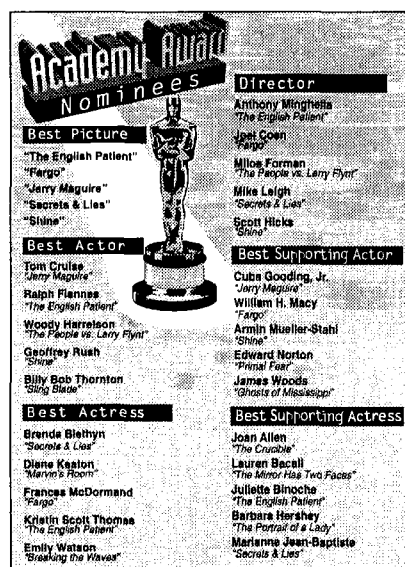 Academy Award
Nominees
Best Picture
"The English Patient"
"Fargo"
"Jerry Maguire"
"Secrets & Lies"
"Shine"
Best Actor
Tom Cruise
"Jerry Maguire"
Ralph Fiennes
"The English Patient"
Woody Harrelson
"The People vs. Larry Flynt"
Geoffrey Rush
"Shine"
Billy Bob Thornton
"Sling Blade"
Best Actress
Brenda Blethyn
"Secrets & Lies"
Diane Keaton
"Marvin's Room"
Frances McDormand
"Fargo"
Kristin Scott Thomas
"The English Patient"
Emily Watson
"Breaking the Waves"
Director
Anthony Minghella
"The English Patient"
Joel Coen
"Fargo"
Milos Forman
"The People vs. Larry Flynt"
Mike Leigh
"Secrets & Lies"
Scott Hicks
"Shine"
Best Supporting Actor
Cuba Gooding, Jr.
"Jerry Maguire"
William H. Macy
"Fargo"
Armin Mueller-Stahl
"Shine"
Edward Norton
"Primal Fear"
James Woods
"Ghosts of Mississippi"
Best Supporting Actress
Joan Allen
"The Crucible"
Lauren Bacall
"The Mirror Has Two Faces"
Juliette Binoche
"The English Patient"
Barbara Hershey
"The Portrait of a Lady"
Marianne Jean-Baptiste
"Secrets & Lies"